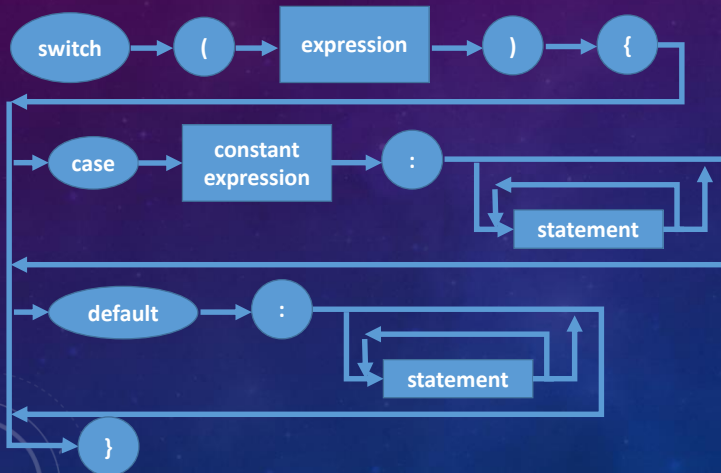 switch ( expression ) {
case constant expression :
statement
default :
statement
}